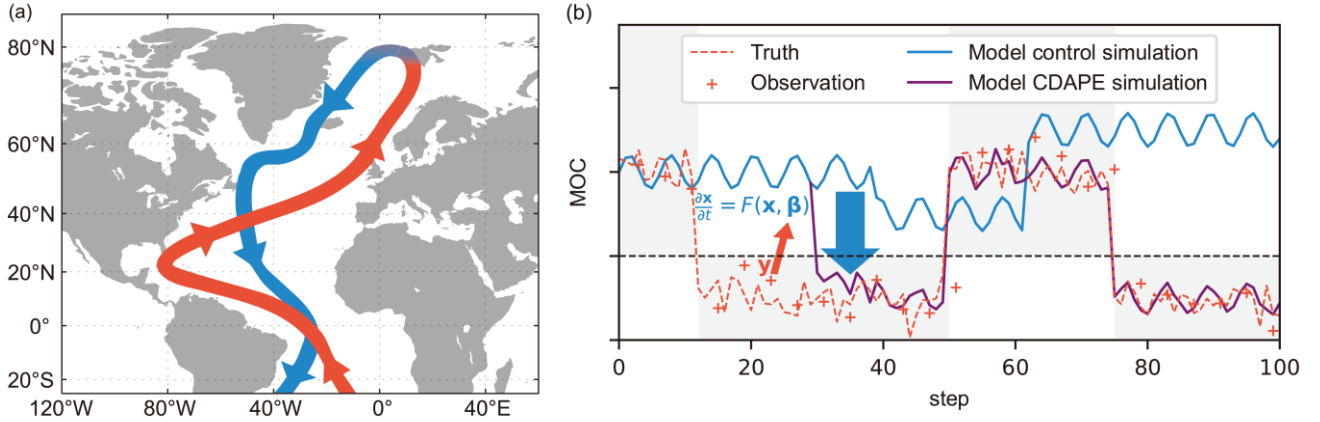 (a)
80°N
60°N
40°N
20°N
0°
20°S
120°W 80°W 40°W 0° 40°E
(b)
Truth
Observation
Model control simulation
Model CDAPE simulation
MOC
∂x/∂t = F(x, β)
y
0 20 40 60 80 100
step